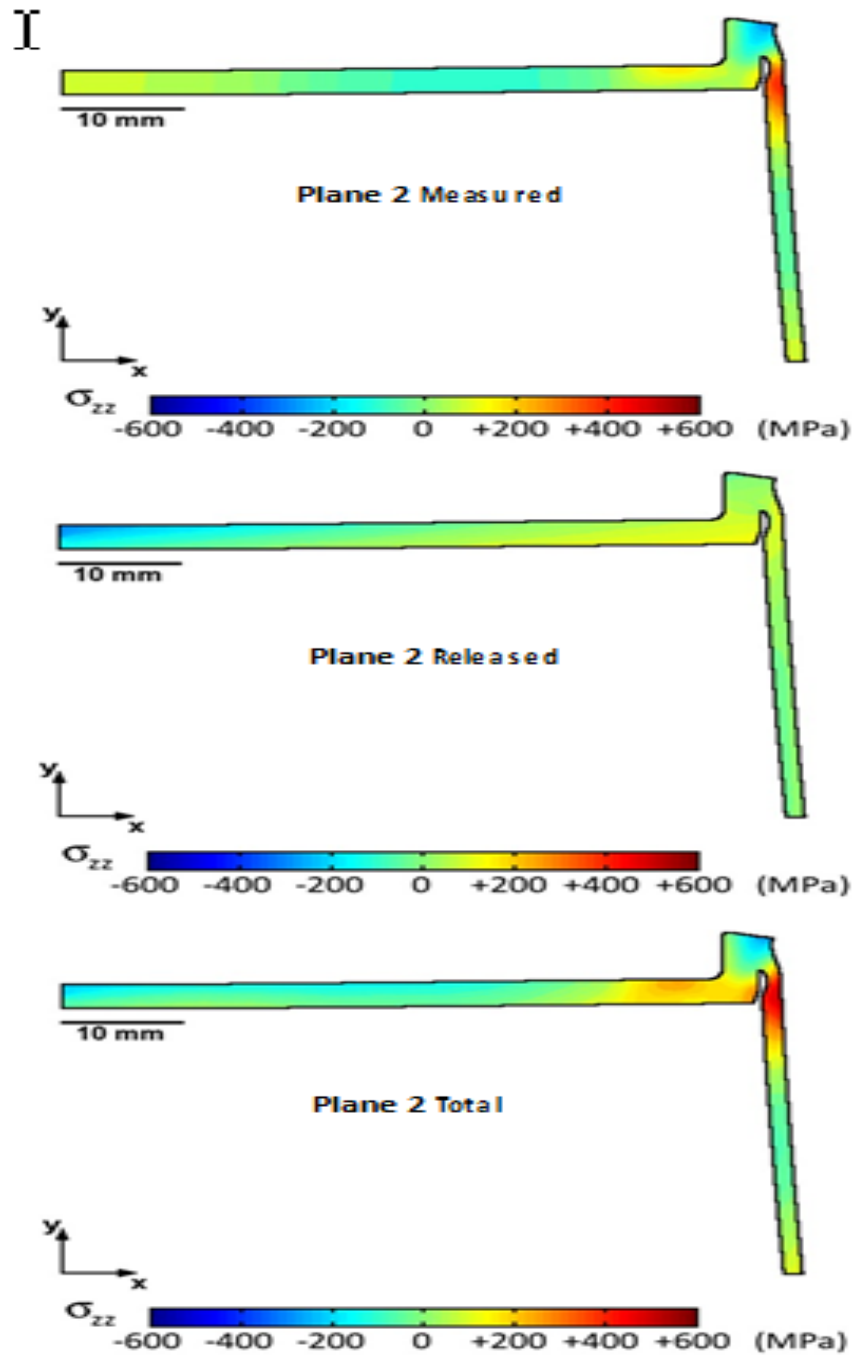 10 mm
Plane 2 Measured
y
x
σzz
-600 -400 -200 0 +200 +400 +600 (MPa)
10 mm
Plane 2 Released
y
x
σzz
-600 -400 -200 0 +200 +400 +600 (MPa)
10 mm
Plane 2 Total
y
x
σzz
-600 -400 -200 0 +200 +400 +600 (MPa)